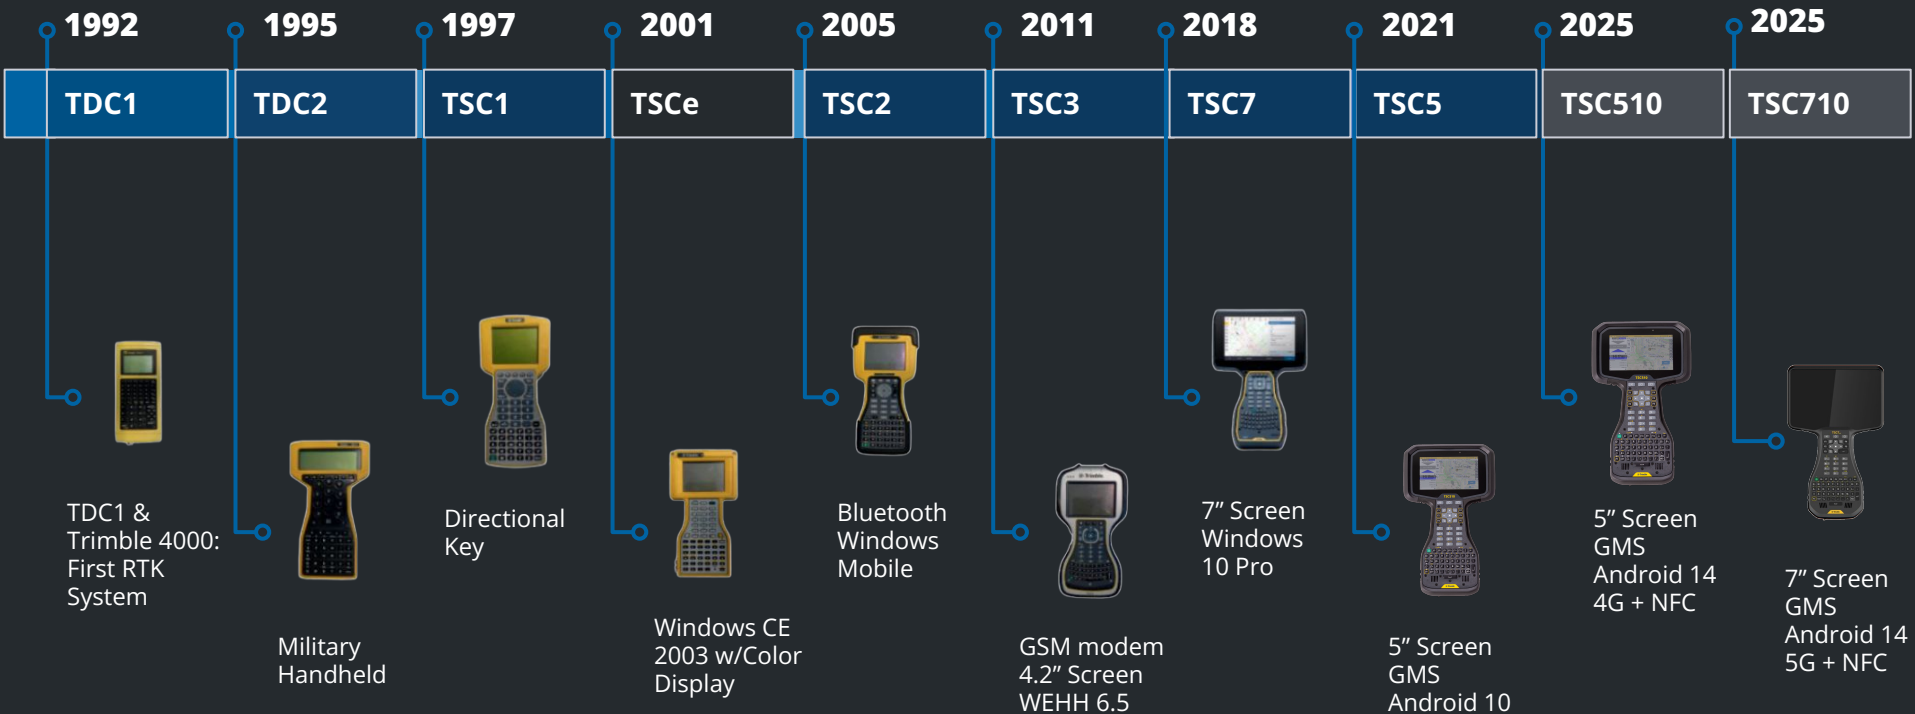 1992
1995
1997
2001
2005
2011
2018
2021
2025
2025
TDC1
TDC2
TSC1
TSCe
TSC2
TSC3
TSC7
TSC5
TSC510
TSC710
TDC1 &
Trimble 4000:
First RTK
System
Military
Handheld
Directional
Key
Windows CE
2003 w/Color
Display
Bluetooth
Windows
Mobile
GSM modem
4.2” Screen
WEHH 6.5
7” Screen
Windows
10 Pro
5” Screen
GMS
Android 10
5” Screen
GMS
Android 14
4G + NFC
7” Screen
GMS
Android 14
5G + NFC